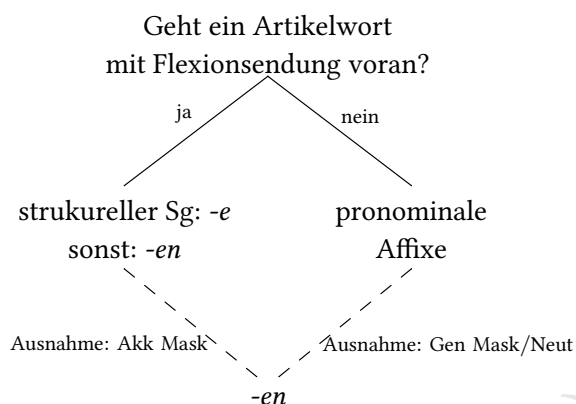 Geht ein Artikelwort
mit Flexionsendung voran?
ja
nein
strukureller Sg: -e
sonst: -en
pronominale
Affixe
Ausnahme: Akk Mask
Ausnahme: Gen Mask/Neut
-en